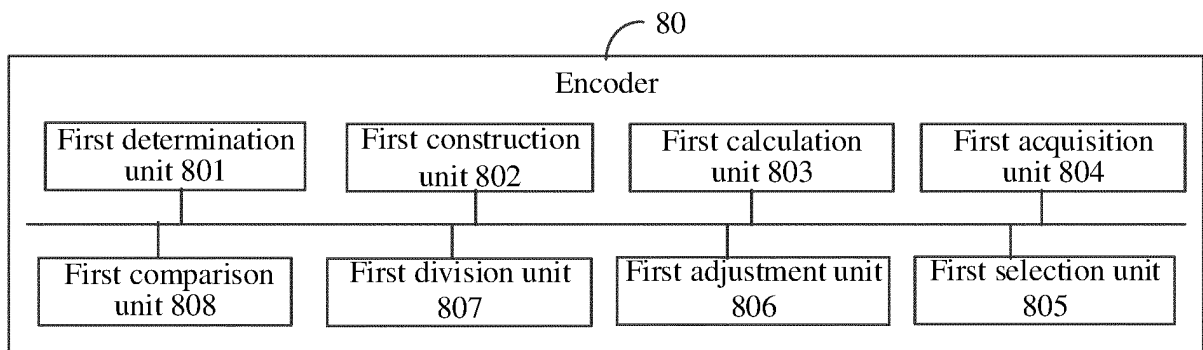 80
Encoder
First determination
unit 801
First construction
unit 802
First calculation
unit 803
First acquisition
unit 804
First comparison
unit 808
First division unit
807
First adjustment unit
806
First selection unit
805